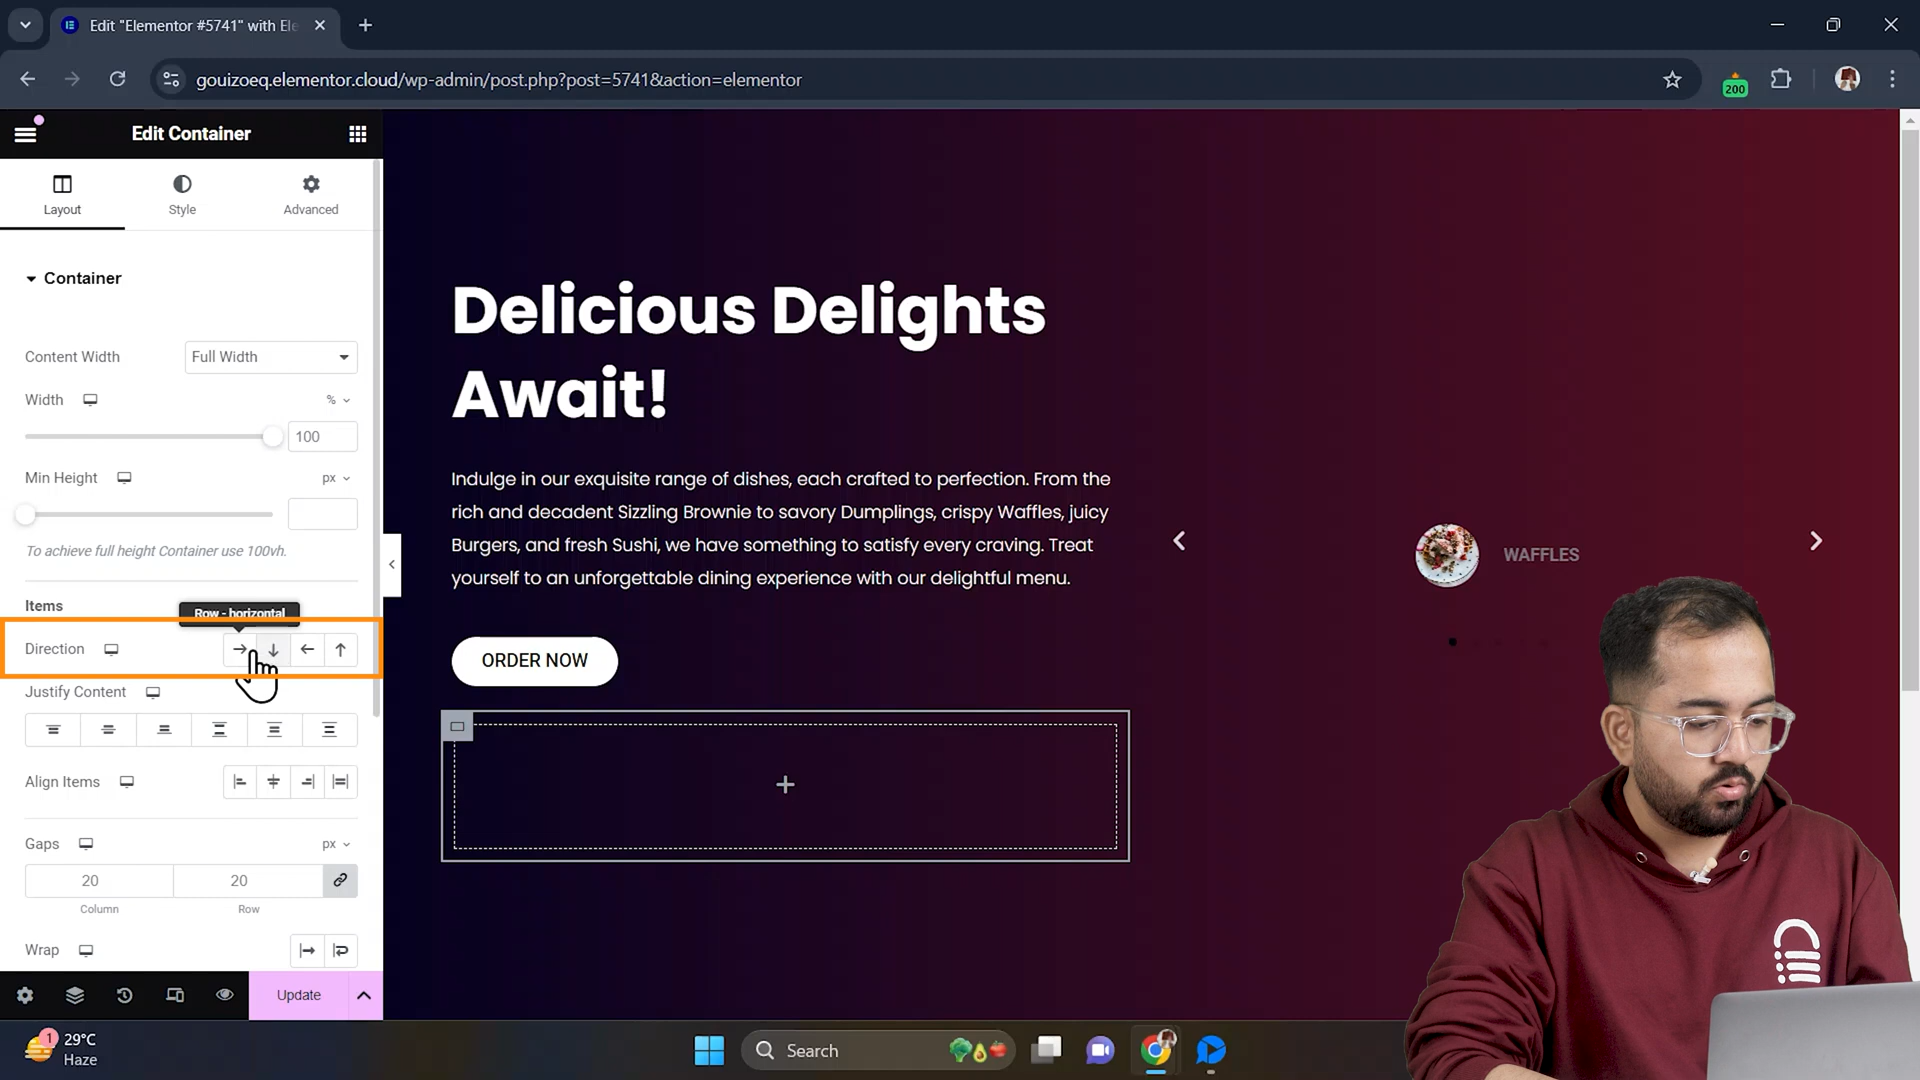 Edit "Elementor #5741" with Ele
gouizoeq.elementor.cloud/wp-admin/post.php?post=5741&action=elementor
200
Edit Container
Layout
Style
Advanced
Container
Content Width
Full Width
Width
%
100
Min Height
px
To achieve full height Container use 100vh.
Items
Row - horizontal
Direction
Justify Content
Align Items
Gaps
px
20
20
Column
Row
Wrap
Update
Delicious Delights
Await!
Indulge in our exquisite range of dishes, each crafted to perfection. From the
rich and decadent Sizzling Brownie to savory Dumplings, crispy Waffles, juicy
Burgers, and fresh Sushi, we have something to satisfy every craving. Treat
yourself to an unforgettable dining experience with our delightful menu.
ORDER NOW
WAFFLES
1
29°C
Haze
Search